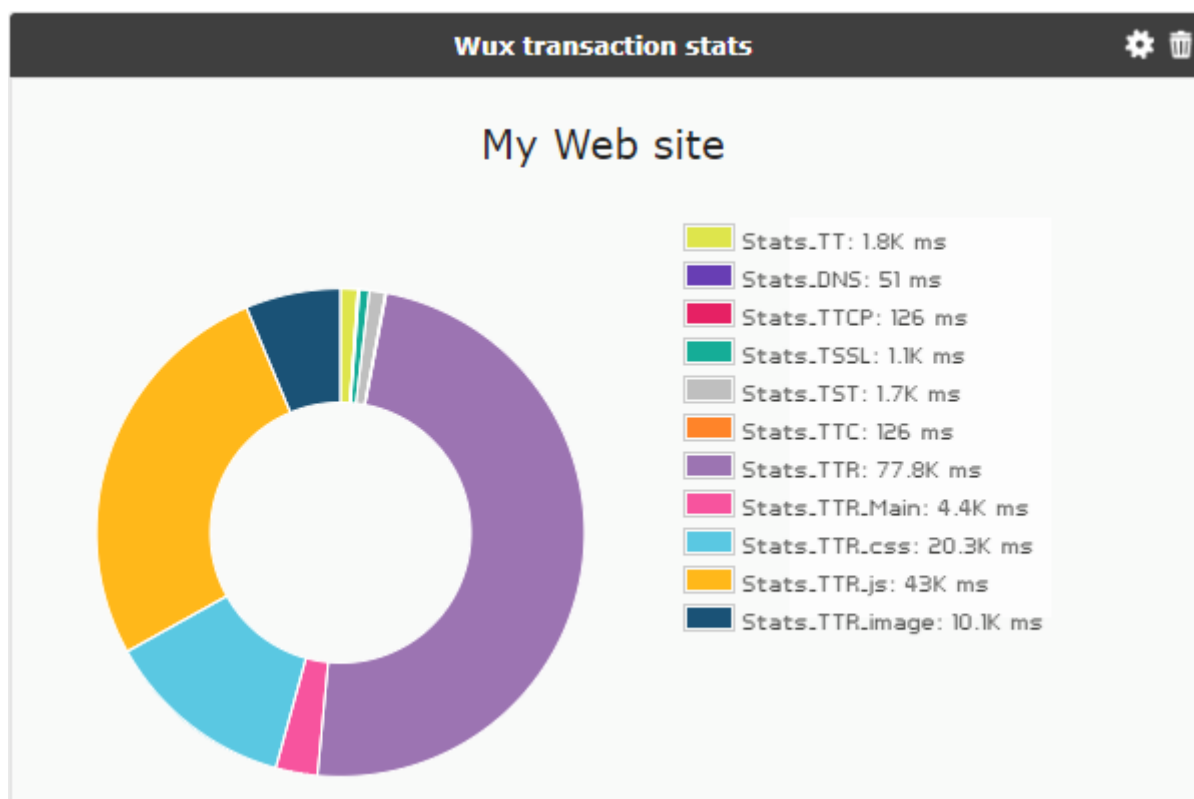 Wux transaction stats
My Web site
Stats_TT: 1.8K ms
Stats_DNS: 51 ms
Stats_TTCP: 126 ms
Stats_TSSL: 1.1K ms
Stats_TST: 1.7K ms
Stats_TTC: 126 ms
Stats_TTR: 77.8K ms
Stats_TTR_Main: 4.4K ms
Stats_TTR_css: 20.3K ms
Stats_TTR_js: 43K ms
Stats_TTR_image: 10.1K ms